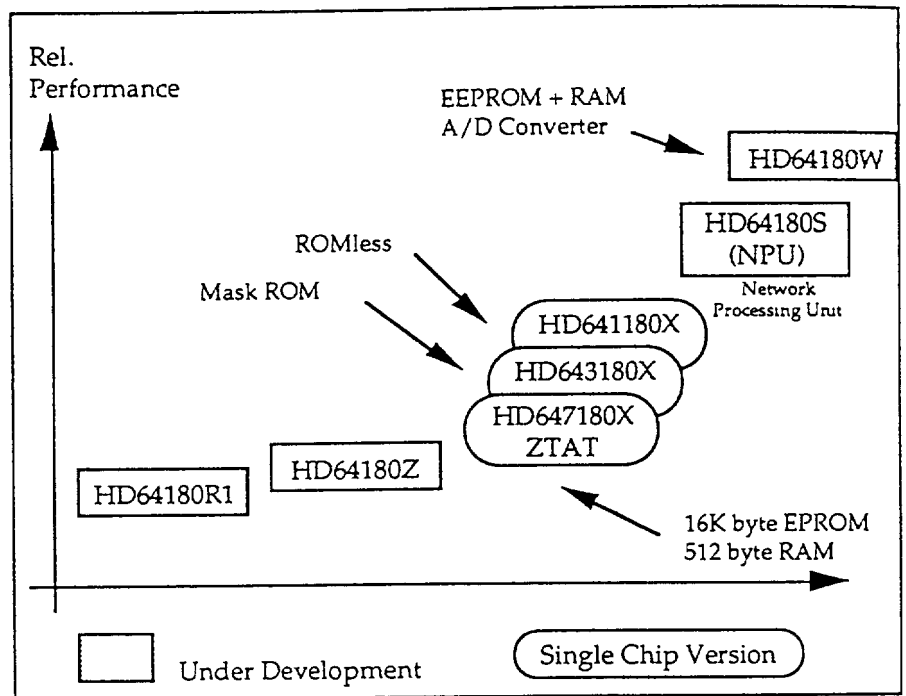 Rel.
Performance
EEPROM + RAM
A/D Converter
HD64180W
HD64180S
(NPU)
Network
Processing Unit
ROMless
Mask ROM
HD641180X
HD643180X
HD647180X
ZTAT
HD64180Z
HD64180R1
16K byte EPROM
512 byte RAM
Under Development
Single Chip Version